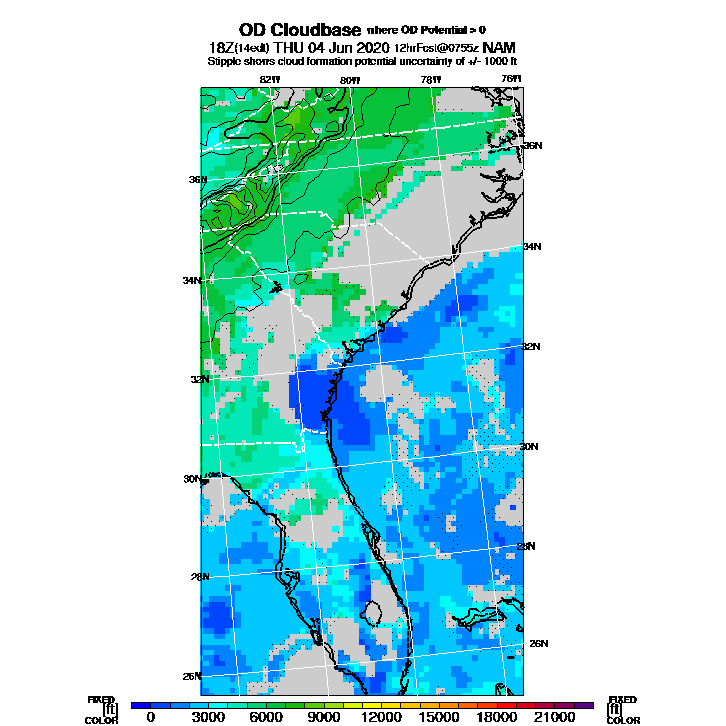 OD Cloudbase where OD Potential > 0
18Z(14edt) THU 04 Jun 2020 12hrFcst@0755z NAM
Stipple shows cloud formation potential uncertainty of +/- 1000 ft
82W 80W 78W 76W
36N
36N
34N
34N
32N
32N
30N
30N
28N
28N
26N
26N
FIXED FIXED
[ft] [ft]
COLOR 0 3000 6000 9000 12000 15000 18000 21000 COLOR